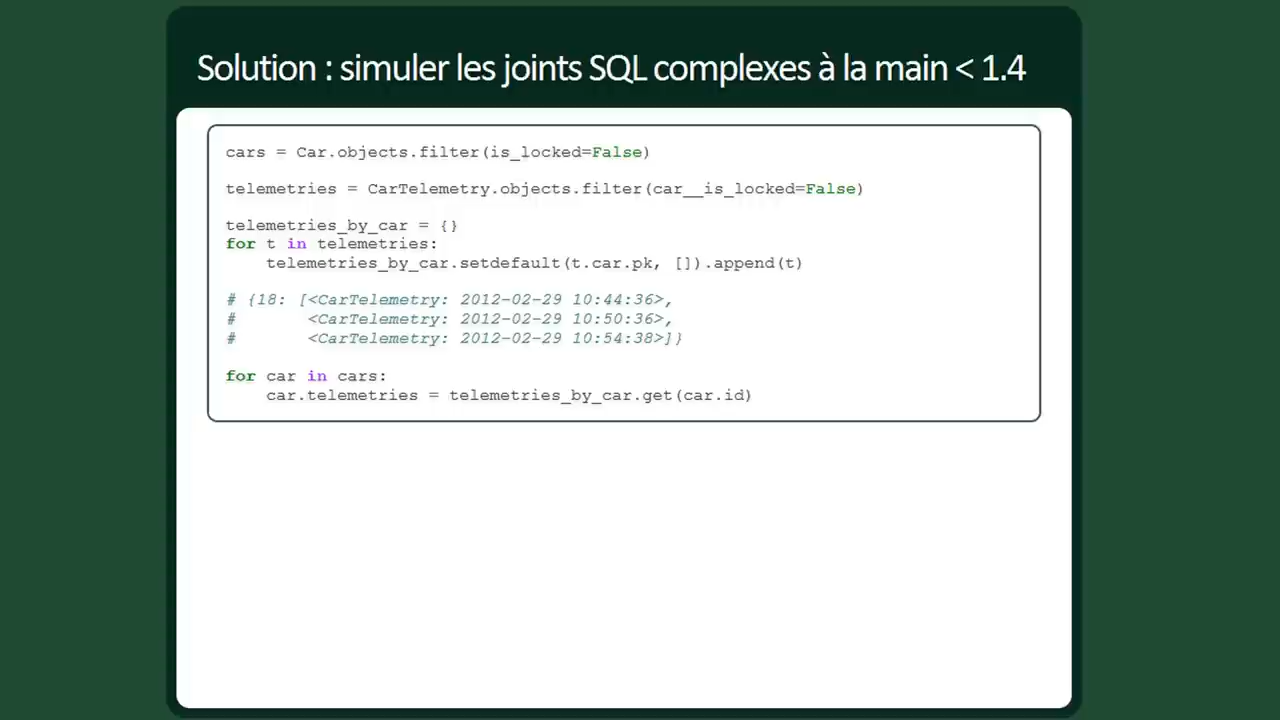 Solution : simuler les joints SQL complexes à la main < 1.4
cars = Car.objects.filter(is_locked=False)
telemetries = CarTelemetry.objects.filter(car__is_locked=False)
telemetries_by_car = {}
for t in telemetries:
    telemetries_by_car.setdefault(t.car.pk, []).append(t)
# {18: [<CarTelemetry: 2012-02-29 10:44:36>,
#       <CarTelemetry: 2012-02-29 10:50:36>,
#       <CarTelemetry: 2012-02-29 10:54:38>]}
for car in cars:
    car.telemetries = telemetries_by_car.get(car.id)